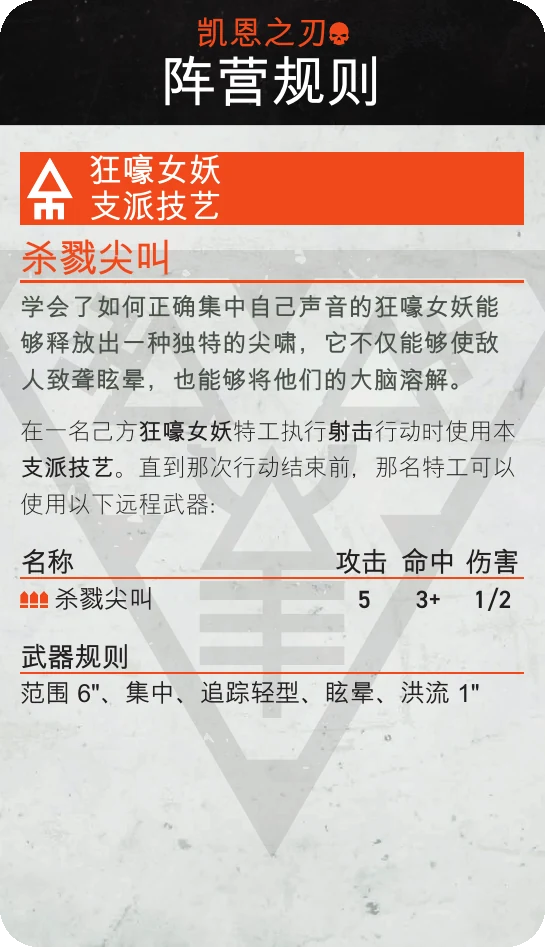 凯恩之刃
阵营规则
狂嚎女妖
支派技艺
杀戮尖叫
学会了如何正确集中自己声音的狂嚎女妖能
够释放出一种独特的尖啸，它不仅能够使敌
人致聋眩晕，也能够将他们的大脑溶解。
在一名己方狂嚎女妖特工执行射击行动时使用本
支派技艺。直到那次行动结束前，那名特工可以
使用以下远程武器:
名称 攻击 命中 伤害
杀戮尖叫 5 3+ 1/2
武器规则
范围 6"、集中、追踪轻型、眩晕、洪流 1"